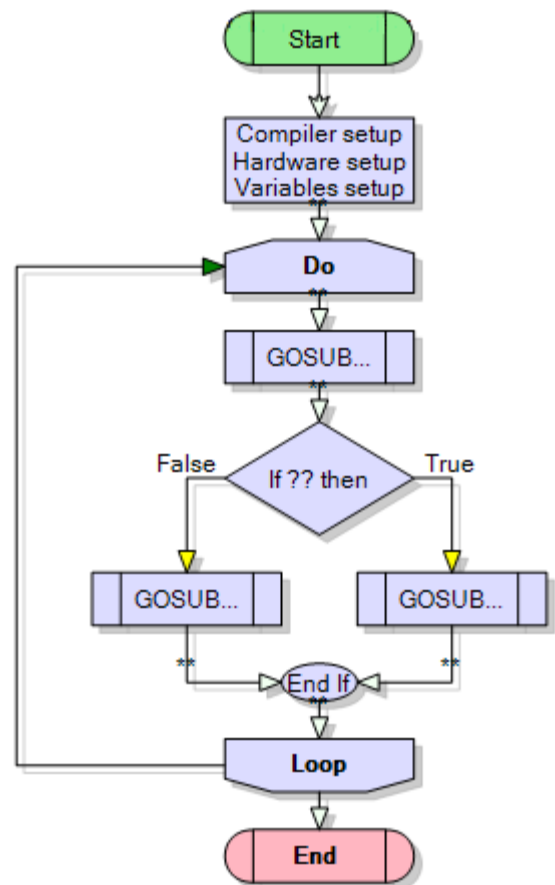 Start
Compiler setup
Hardware setup
Variables setup
**
Do
**
GOSUB...
**
False
True
If ?? then
GOSUB...
GOSUB...
**
**
End If
**
Loop
End